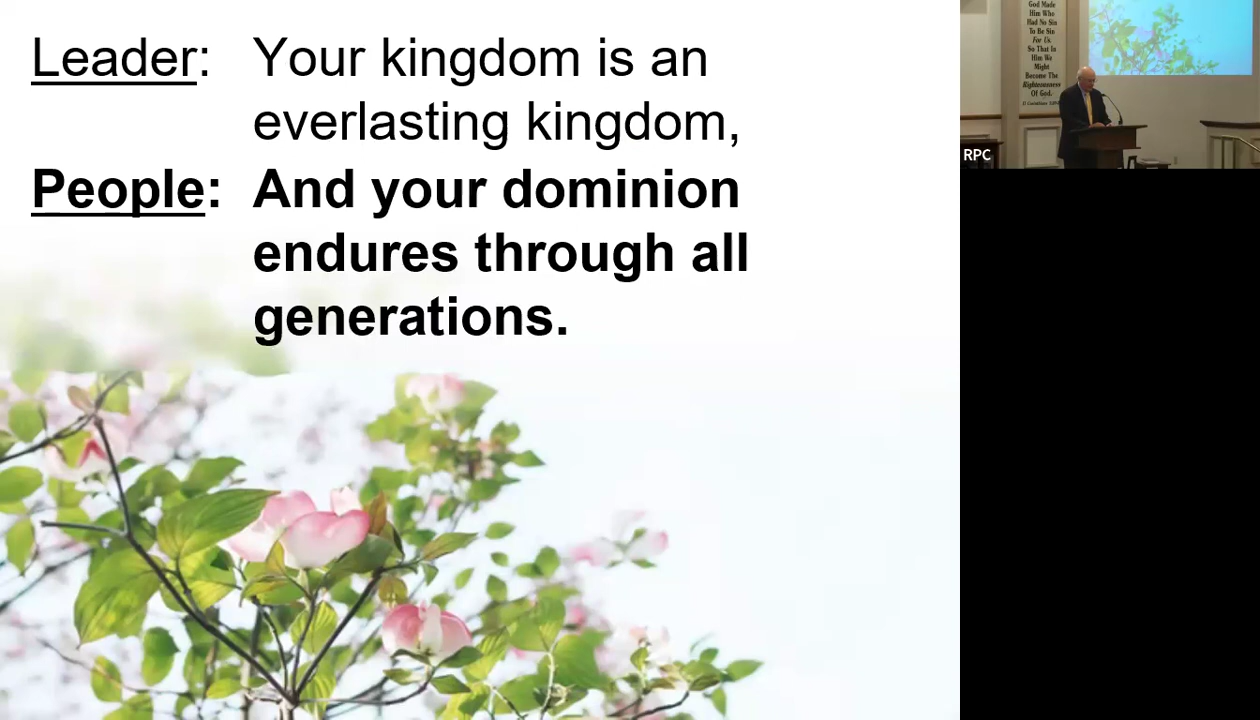 Leader: Your kingdom is an
everlasting kingdom,
People: And your dominion
endures through all
generations.
God Made
Him Who
Had No Sin
To Be Sin
For Us,
So That In
Him We
Might
Become The
Righteousness
Of God.
RPC